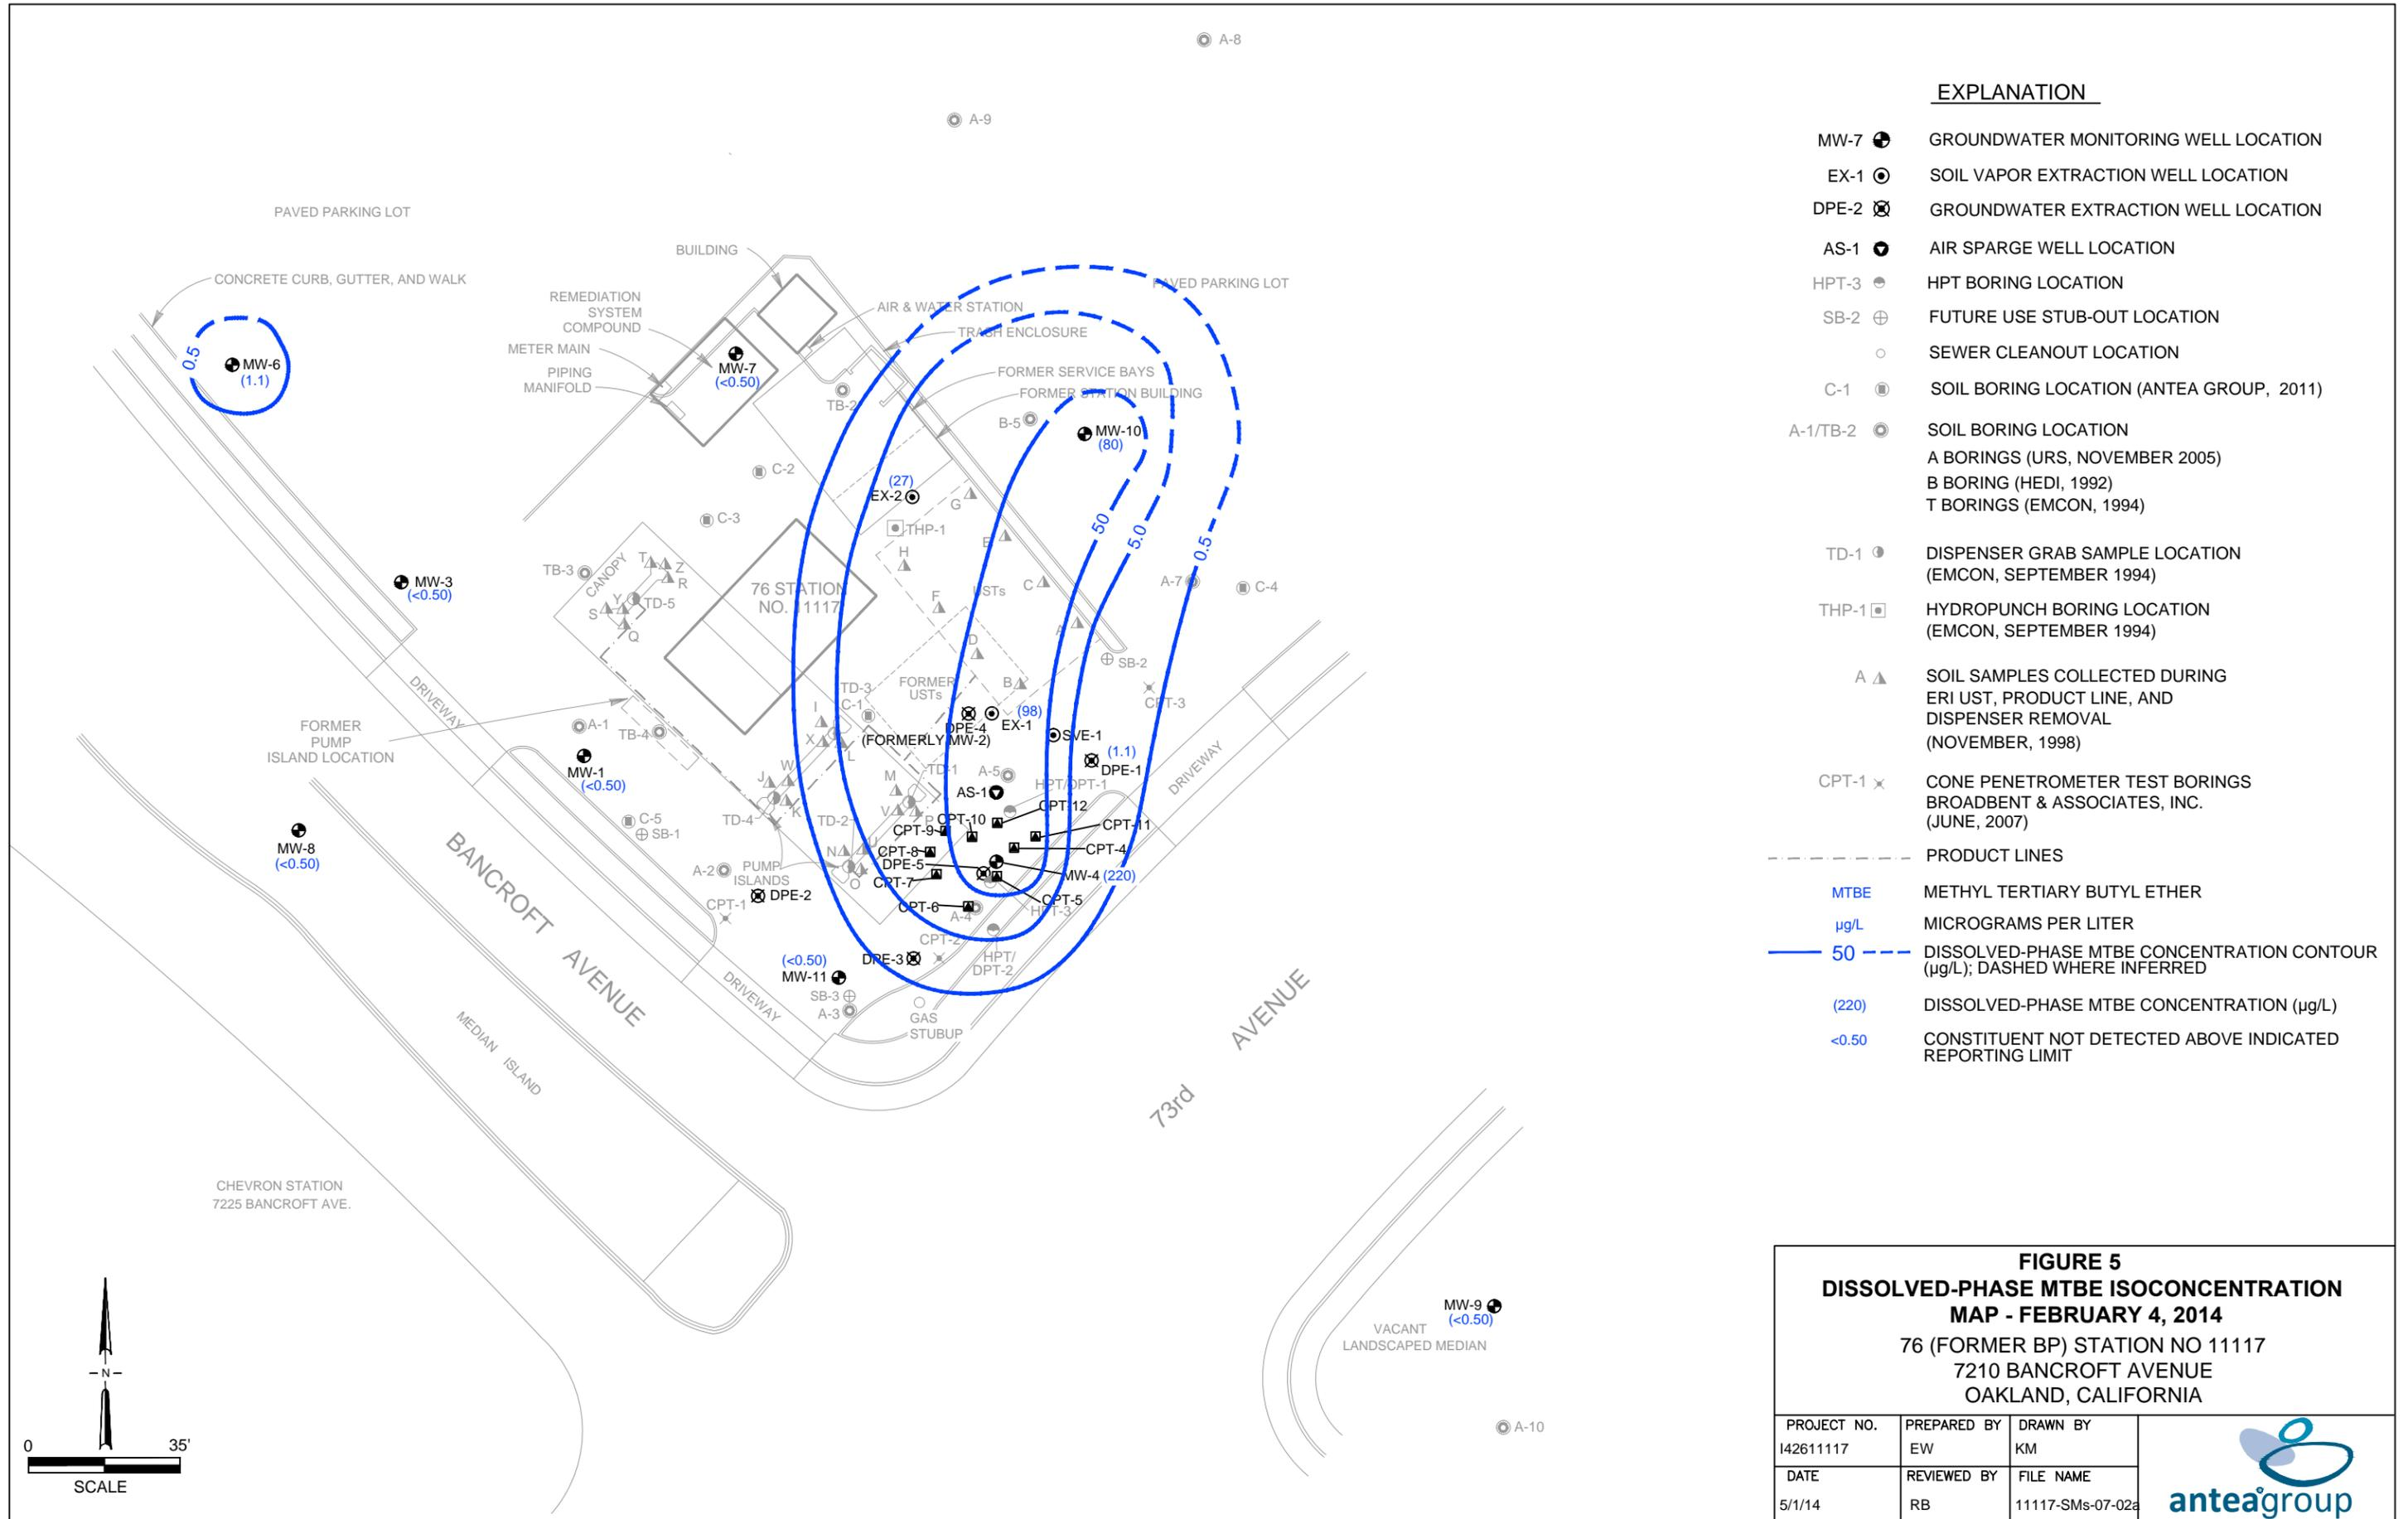 A-8
A-9
PAVED PARKING LOT
BUILDING
CONCRETE CURB, GUTTER, AND WALK
PAVED PARKING LOT
REMEDIATION
SYSTEM
COMPOUND
AIR & WATER STATION
TRASH ENCLOSURE
METER MAIN
PIPING
MANIFOLD
0.5
MW-6
(1.1)
MW-7
(<0.50)
FORMER SERVICE BAYS
FORMER STATION BUILDING
TB-2
B-5
MW-10
(80)
C-2
(27)
EX-2
G
C-3
THP-1
50
5.0
0.5
E
H
TB-3
CANOPY
T
Z
R
Y
S
TD-5
Q
MW-3
(<0.50)
76 STATION
NO. 11117
USTs
C
F
A-7
C-4
A
D
SB-2
DRIVEWAY
TD-3
C-1
FORMER
USTs
B
CPT-3
FORMER
PUMP
ISLAND LOCATION
A-1
TB-4
I
X
L
DPE-4
(FORMERLY MW-2)
EX-1
(98)
SVE-1
(1.1)
DPE-1
DRIVEWAY
MW-1
(<0.50)
W
J
K
M
TD-1
A-5
HPT/DPT-1
AS-1
CPT-12
V
P
CPT-10
CPT-11
TD-4
TD-2
CPT-9
C-5
SB-1
MW-8
(<0.50)
U
N
CPT-8
CPT-4
DPE-5
MW-4 (220)
A-2
PUMP
ISLANDS
O
CPT-7
CPT-5
DPE-2
CPT-1
CPT-6
A-4
HPT-3
BANCROFT AVENUE
CPT-2
HPT/
DPT-2
DPE-3
(<0.50)
MW-11
SB-3
A-3
DRIVEWAY
GAS
STUBUP
MEDIAN ISLAND
73rd AVENUE
CHEVRON STATION
7225 BANCROFT AVE.
MW-9
(<0.50)
VACANT
LANDSCAPED MEDIAN
A-10
N
0 35'
SCALE
EXPLANATION
MW-7 GROUNDWATER MONITORING WELL LOCATION
EX-1 SOIL VAPOR EXTRACTION WELL LOCATION
DPE-2 GROUNDWATER EXTRACTION WELL LOCATION
AS-1 AIR SPARGE WELL LOCATION
HPT-3 HPT BORING LOCATION
SB-2 FUTURE USE STUB-OUT LOCATION
SEWER CLEANOUT LOCATION
C-1 SOIL BORING LOCATION (ANTEA GROUP, 2011)
A-1/TB-2 SOIL BORING LOCATION
A BORINGS (URS, NOVEMBER 2005)
B BORING (HEDI, 1992)
T BORINGS (EMCON, 1994)
TD-1 DISPENSER GRAB SAMPLE LOCATION
(EMCON, SEPTEMBER 1994)
THP-1 HYDROPUNCH BORING LOCATION
(EMCON, SEPTEMBER 1994)
A SOIL SAMPLES COLLECTED DURING
ERI UST, PRODUCT LINE, AND
DISPENSER REMOVAL
(NOVEMBER, 1998)
CPT-1 CONE PENETROMETER TEST BORINGS
BROADBENT & ASSOCIATES, INC.
(JUNE, 2007)
PRODUCT LINES
MTBE METHYL TERTIARY BUTYL ETHER
µg/L MICROGRAMS PER LITER
50 DISSOLVED-PHASE MTBE CONCENTRATION CONTOUR
(µg/L); DASHED WHERE INFERRED
(220) DISSOLVED-PHASE MTBE CONCENTRATION (µg/L)
<0.50 CONSTITUENT NOT DETECTED ABOVE INDICATED
REPORTING LIMIT
FIGURE 5
DISSOLVED-PHASE MTBE ISOCONCENTRATION
MAP - FEBRUARY 4, 2014
76 (FORMER BP) STATION NO 11117
7210 BANCROFT AVENUE
OAKLAND, CALIFORNIA
PROJECT NO. PREPARED BY DRAWN BY
I42611117 EW KM
DATE REVIEWED BY FILE NAME
5/1/14 RB 11117-SMs-07-02a
anteagroup